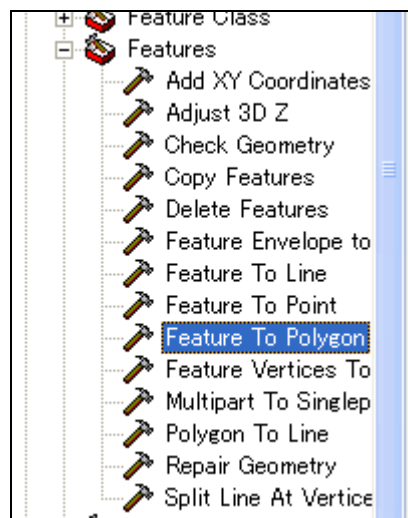 Feature Class
Features
Add XY Coordinates
Adjust 3D Z
Check Geometry
Copy Features
Delete Features
Feature Envelope to
Feature To Line
Feature To Point
Feature To Polygon
Feature Vertices To
Multipart To Singlep
Polygon To Line
Repair Geometry
Split Line At Vertice